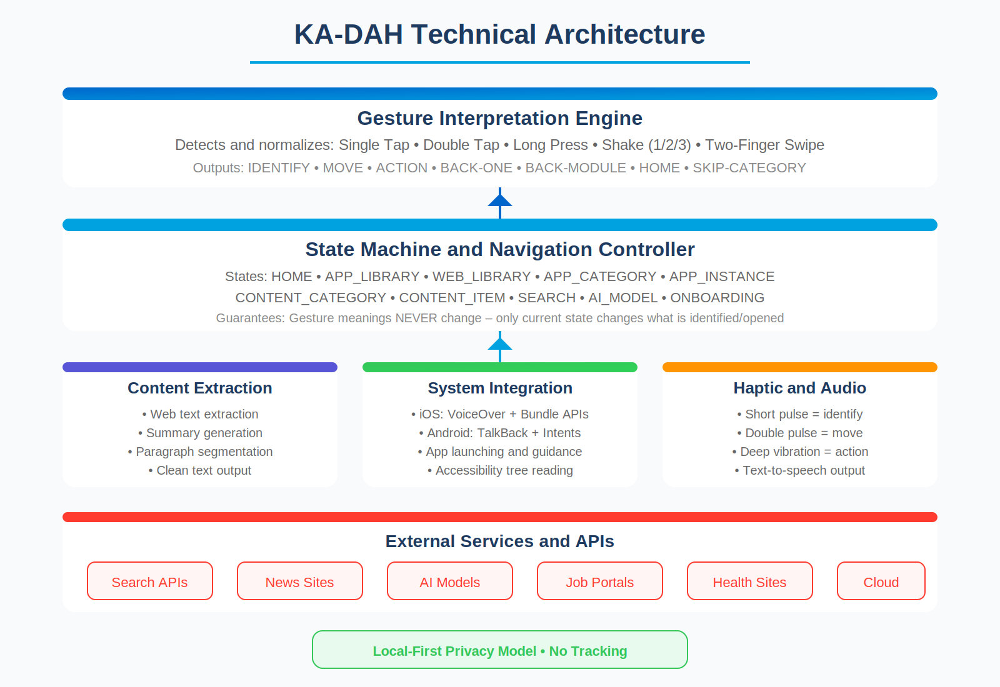 KA-DAH Technical Architecture
Gesture Interpretation Engine
Detects and normalizes: Single Tap • Double Tap • Long Press • Shake (1/2/3) • Two-Finger Swipe
Outputs: IDENTIFY • MOVE • ACTION • BACK-ONE • BACK-MODULE • HOME • SKIP-CATEGORY
State Machine and Navigation Controller
States: HOME • APP_LIBRARY • WEB_LIBRARY • APP_CATEGORY • APP_INSTANCE
CONTENT_CATEGORY • CONTENT_ITEM • SEARCH • AI_MODEL • ONBOARDING
Guarantees: Gesture meanings NEVER change – only current state changes what is identified/opened
Content Extraction
• Web text extraction
• Summary generation
• Paragraph segmentation
• Clean text output
System Integration
• iOS: VoiceOver + Bundle APIs
• Android: TalkBack + Intents
• App launching and guidance
• Accessibility tree reading
Haptic and Audio
• Short pulse = identify
• Double pulse = move
• Deep vibration = action
• Text-to-speech output
External Services and APIs
Search APIs
News Sites
AI Models
Job Portals
Health Sites
Cloud
Local-First Privacy Model • No Tracking